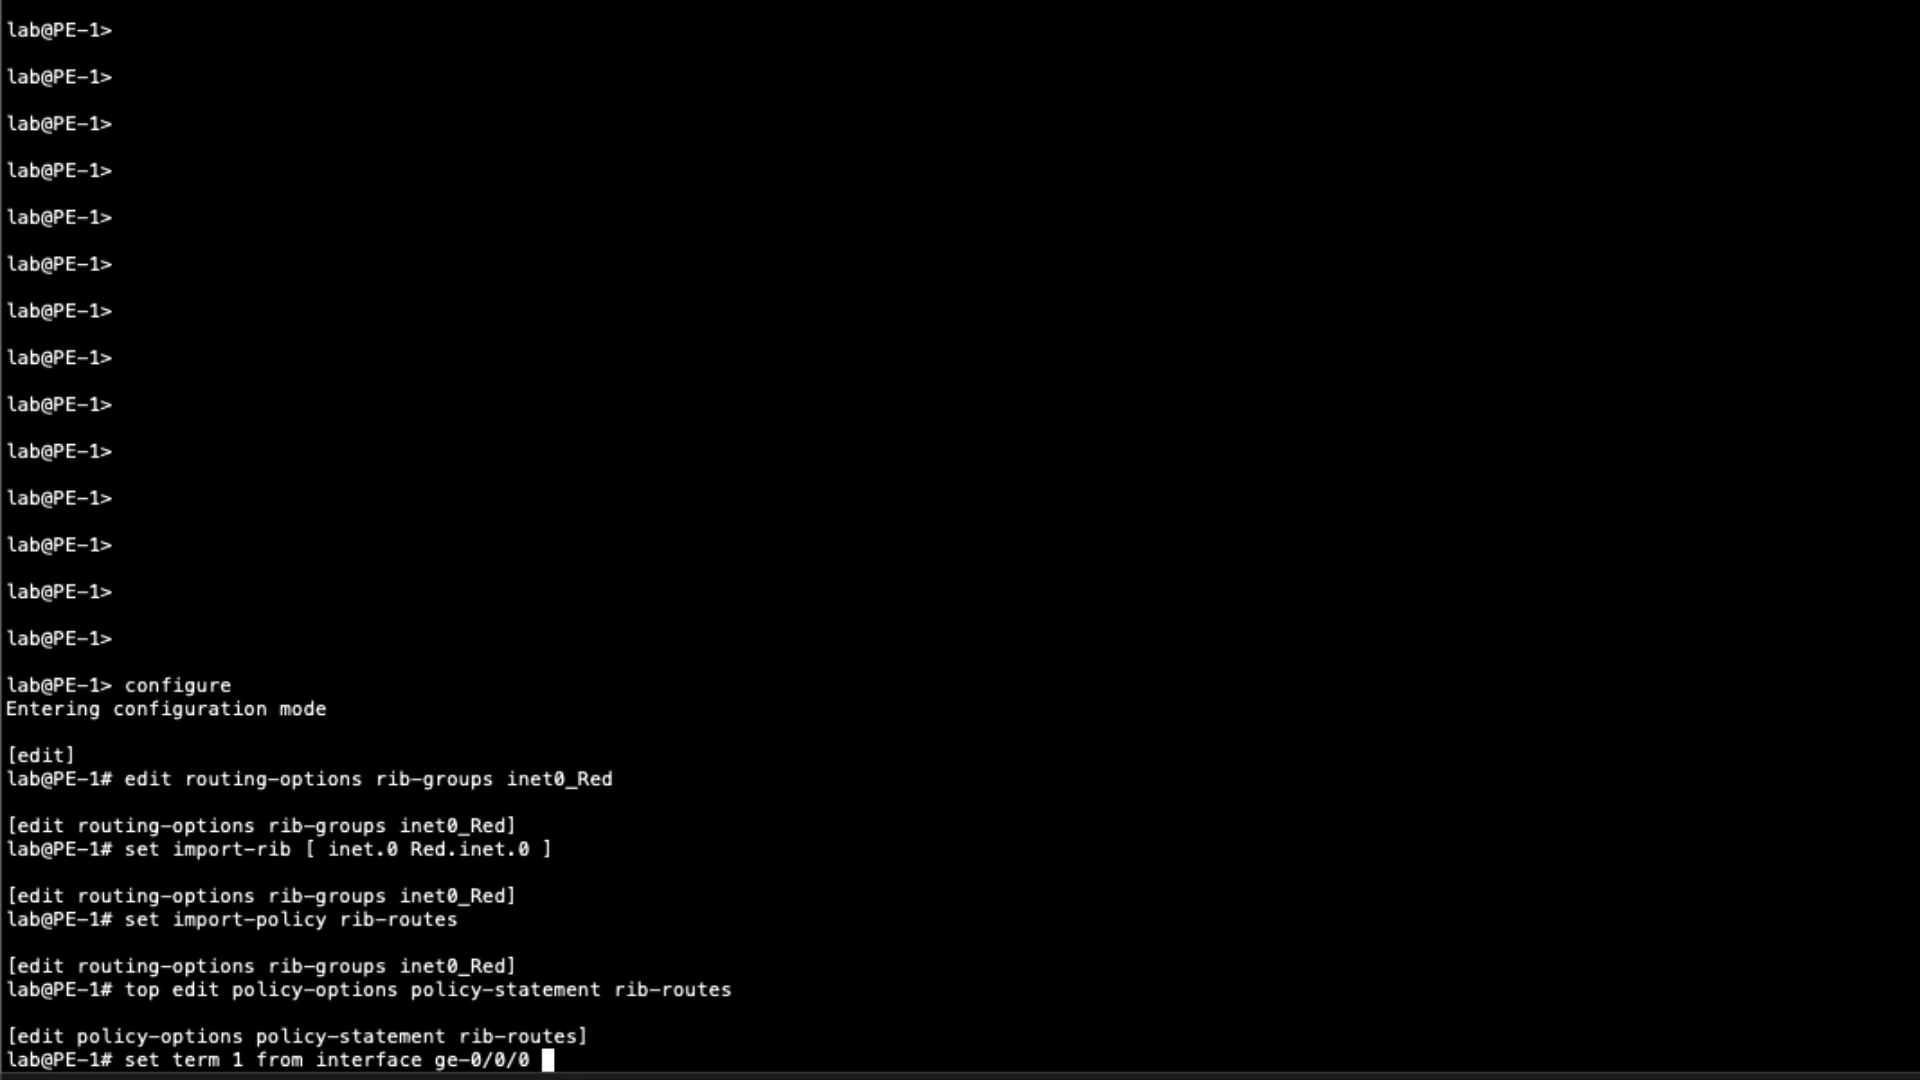 lab@PE-1>
lab@PE-1>
lab@PE-1>
lab@PE-1>
lab@PE-1>
lab@PE-1>
lab@PE-1>
lab@PE-1>
lab@PE-1>
lab@PE-1>
lab@PE-1>
lab@PE-1>
lab@PE-1>
lab@PE-1>
lab@PE-1> configure
Entering configuration mode
[edit]
lab@PE-1# edit routing-options rib-groups inet0_Red
[edit routing-options rib-groups inet0_Red]
lab@PE-1# set import-rib [ inet.0 Red.inet.0 ]
[edit routing-options rib-groups inet0_Red]
lab@PE-1# set import-policy rib-routes
[edit routing-options rib-groups inet0_Red]
lab@PE-1# top edit policy-options policy-statement rib-routes
[edit policy-options policy-statement rib-routes]
lab@PE-1# set term 1 from interface ge-0/0/0